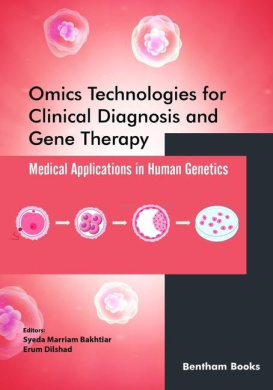 Omics Technologies for
Clinical Diagnosis and
Gene Therapy
Medical Applications in Human Genetics
Editors:
Syeda Marriam Bakhtiar
Erum Dilshad
Bentham Books